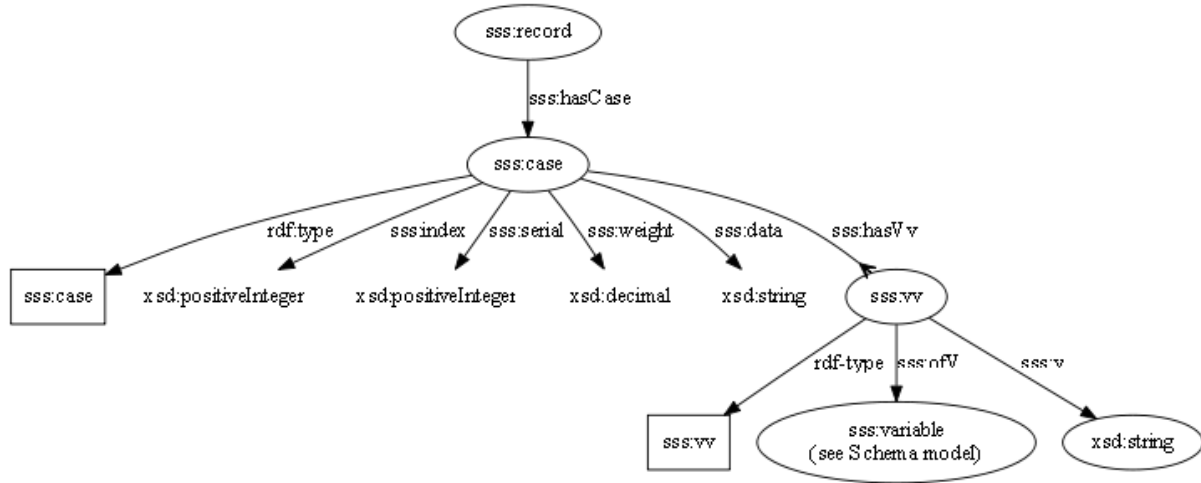 sss:record
sss:hasCase
sss:case
rdf:type
sss:index
sss:serial
sss:weight
sss:data
sss:hasVv
sss:case
xsd:positiveInteger
xsd:positiveInteger
xsd:decimal
xsd:string
sss:vv
rdf-type
sss:ofV
sss:v
sss:vv
sss:variable
(see Schema model)
xsd:string